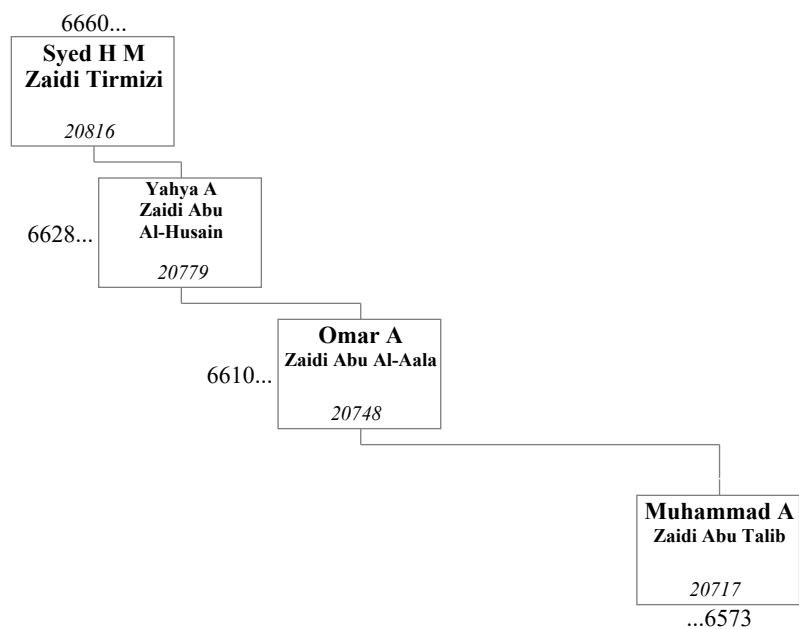 6660...
Syed H M
Zaidi Tirmizi
20816
Yahya A
Zaidi Abu
Al-Husain
6628...
20779
Omar A
Zaidi Abu Al-Aala
6610...
20748
Muhammad A
Zaidi Abu Talib
20717
...6573